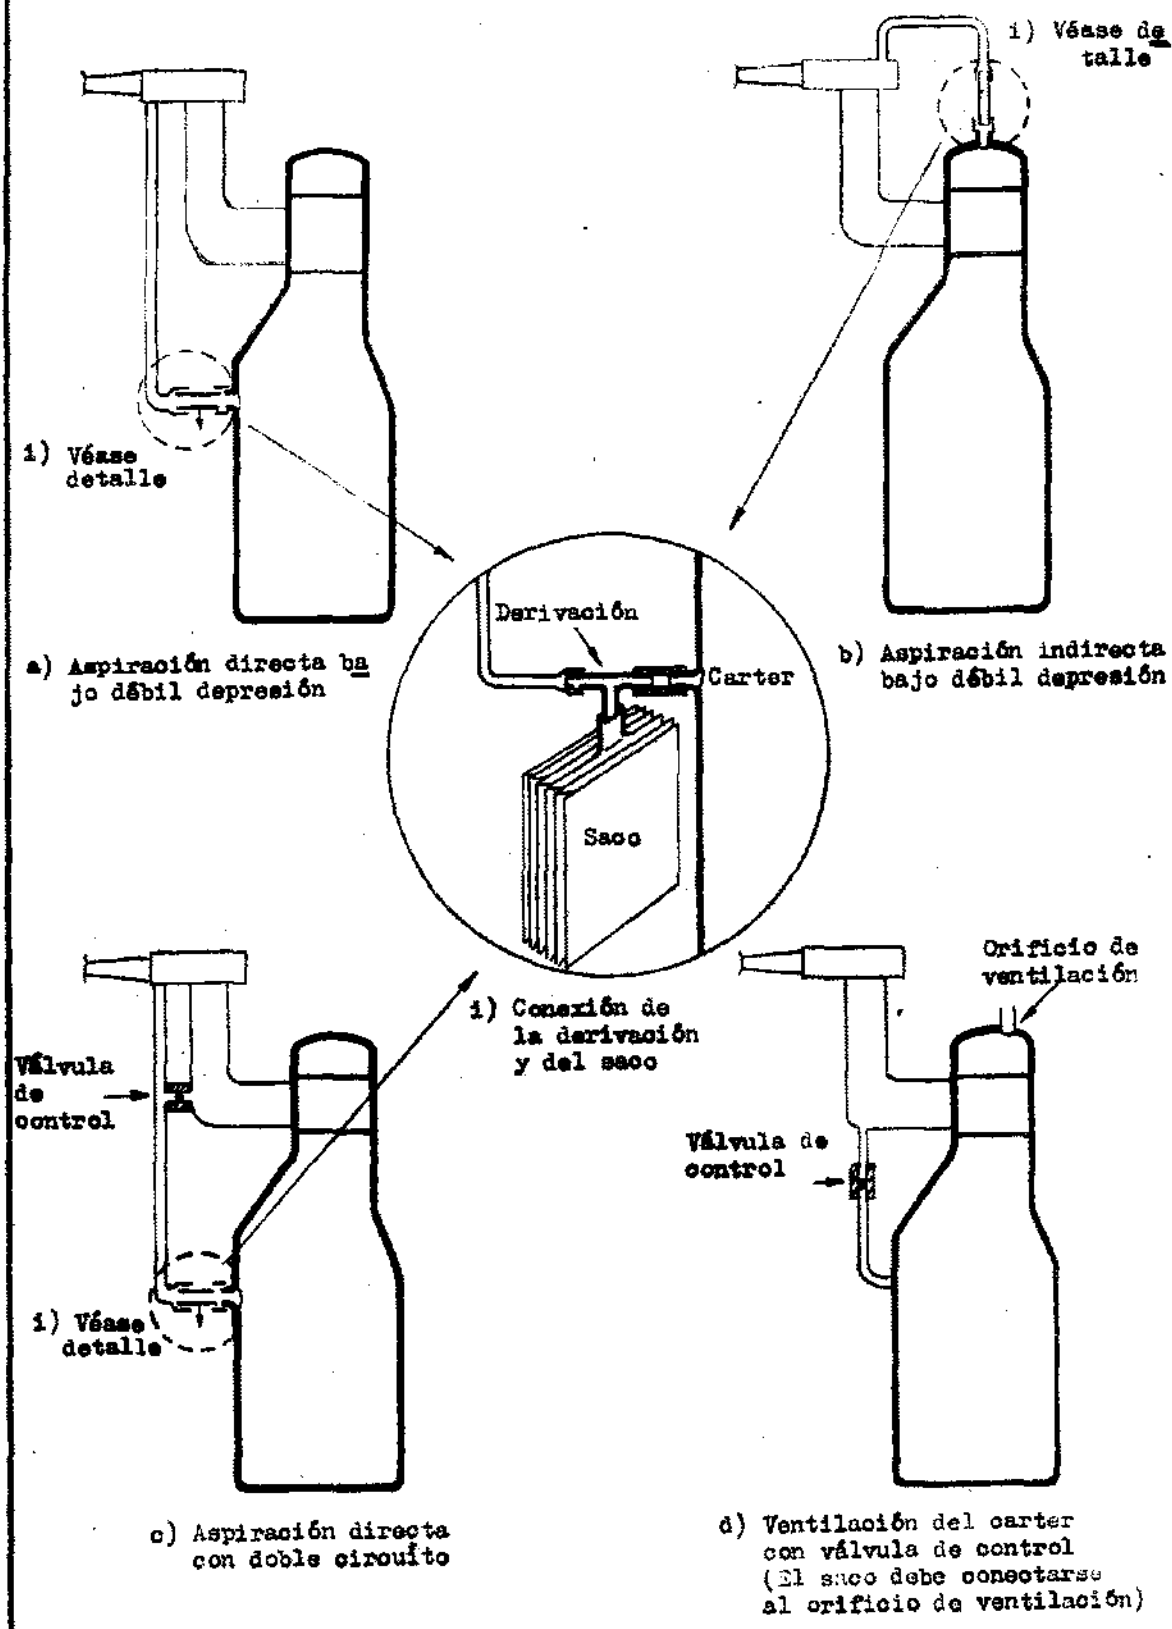 i) Véase de
talle
i) Véase
detalle
a) Aspiración directa ba
jo débil depresión
b) Aspiración indirecta
bajo débil depresión
Derivación
Carter
Saco
i) Conexión de
la derivación
y del saco
Válvula
de
control
i) Véase
detalle
c) Aspiración directa
con doble circuíto
Orificio de
ventilación
Válvula de
control
d) Ventilación del carter
con válvula de control
(El saco debe conectarse
al orificio de ventilación)